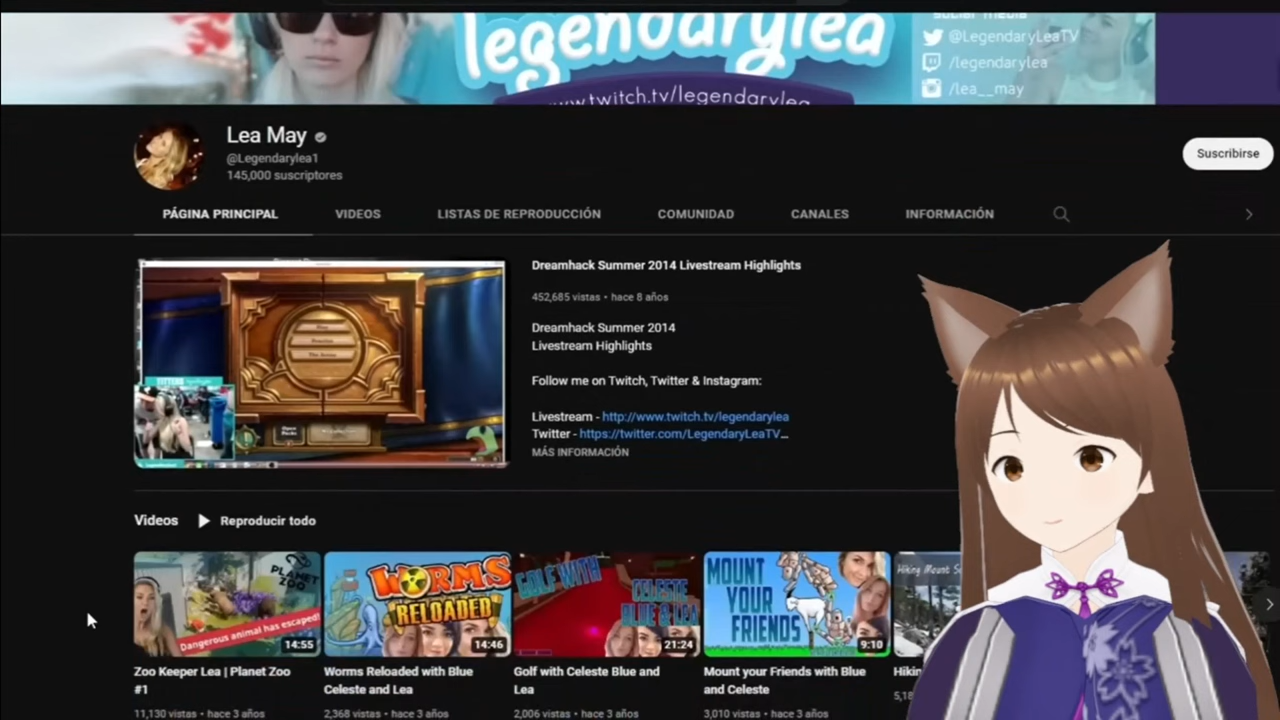 legendarylea
www.twitch.tv/legendarylea
social media
@LegendaryLeaTV
/legendarylea
/lea__may
Lea May
@Legendarylea1
145,000 suscriptores
Suscribirse
PÁGINA PRINCIPAL
VIDEOS
LISTAS DE REPRODUCCIÓN
COMUNIDAD
CANALES
INFORMACIÓN
Dreamhack Summer 2014 Livestream Highlights
452,685 vistas • hace 8 años
Dreamhack Summer 2014
Livestream Highlights
Follow me on Twitch, Twitter & Instagram:
Livestream - http://www.twitch.tv/legendarylea
Twitter - https://twitter.com/LegendaryLeaTV...
MÁS INFORMACIÓN
Videos
Reproducir todo
PLANET
ZOO
Dangerous animal has escaped!
14:55
WORMS
RELOADED
14:46
GOLF WITH
CELESTE
BLUE & LEA
21:24
MOUNT
YOUR
FRIENDS
9:10
Hiking Mount
Zoo Keeper Lea | Planet Zoo
#1
11,130 vistas • hace 3 años
Worms Reloaded with Blue
Celeste and Lea
2,368 vistas • hace 3 años
Golf with Celeste Blue and
Lea
2,006 vistas • hace 3 años
Mount your Friends with Blue
and Celeste
3,010 vistas • hace 3 años